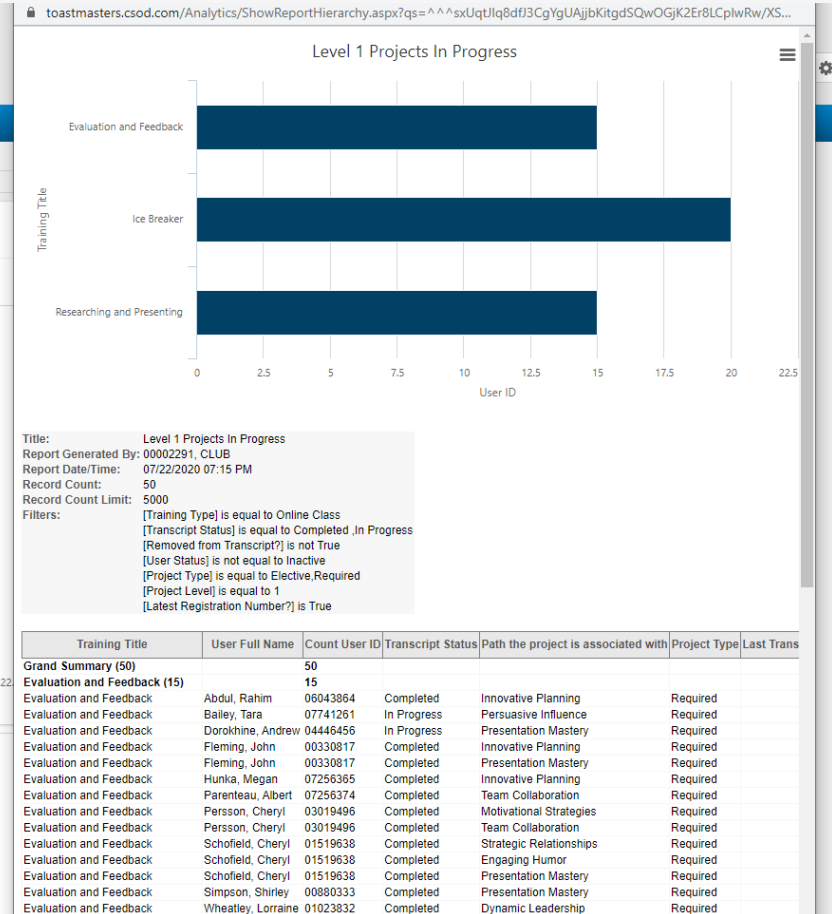 toastmasters.csod.com/Analytics/ShowReportHierarchy.aspx?qs=^^^sxUqtJIq8dfJ3CgYgUAjjbKitgdSQwOGjK2Er8LCplwRw/XS...
Level 1 Projects In Progress
Training Title
Evaluation and Feedback
Ice Breaker
Researching and Presenting
0 2.5 5 7.5 10 12.5 15 17.5 20 22.5
User ID
Title: Level 1 Projects In Progress
Report Generated By: 00002291, CLUB
Report Date/Time: 07/22/2020 07:15 PM
Record Count: 50
Record Count Limit: 5000
Filters: [Training Type] is equal to Online Class
[Transcript Status] is equal to Completed ,In Progress
[Removed from Transcript?] is not True
[User Status] is not equal to Inactive
[Project Type] is equal to Elective,Required
[Project Level] is equal to 1
[Latest Registration Number?] is True
Training Title User Full Name Count User ID Transcript Status Path the project is associated with Project Type Last Trans
Grand Summary (50) 50
22. Evaluation and Feedback (15) 15
Evaluation and Feedback Abdul, Rahim 06043864 Completed Innovative Planning Required
Evaluation and Feedback Bailey, Tara 07741261 In Progress Persuasive Influence Required
Evaluation and Feedback Dorokhine, Andrew 04446456 In Progress Presentation Mastery Required
Evaluation and Feedback Fleming, John 00330817 Completed Innovative Planning Required
Evaluation and Feedback Fleming, John 00330817 Completed Presentation Mastery Required
Evaluation and Feedback Hunka, Megan 07256365 Completed Innovative Planning Required
Evaluation and Feedback Parenteau, Albert 07256374 Completed Team Collaboration Required
Evaluation and Feedback Persson, Cheryl 03019496 Completed Motivational Strategies Required
Evaluation and Feedback Persson, Cheryl 03019496 Completed Team Collaboration Required
Evaluation and Feedback Schofield, Cheryl 01519638 Completed Strategic Relationships Required
Evaluation and Feedback Schofield, Cheryl 01519638 Completed Engaging Humor Required
Evaluation and Feedback Schofield, Cheryl 01519638 Completed Presentation Mastery Required
Evaluation and Feedback Simpson, Shirley 00880333 Completed Presentation Mastery Required
Evaluation and Feedback Wheatley, Lorraine 01023832 Completed Dynamic Leadership Required